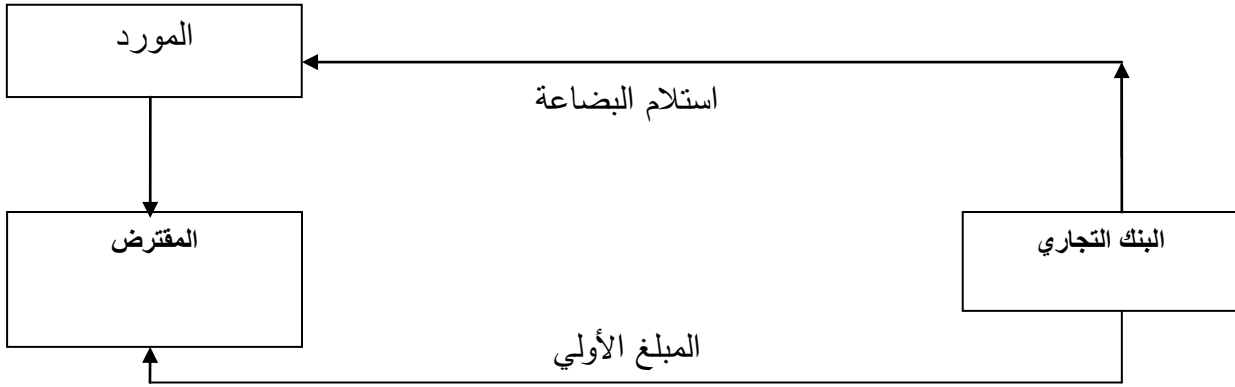 المورد
استلام البضاعة
المقترض
البنك التجاري
المبلغ الأولي